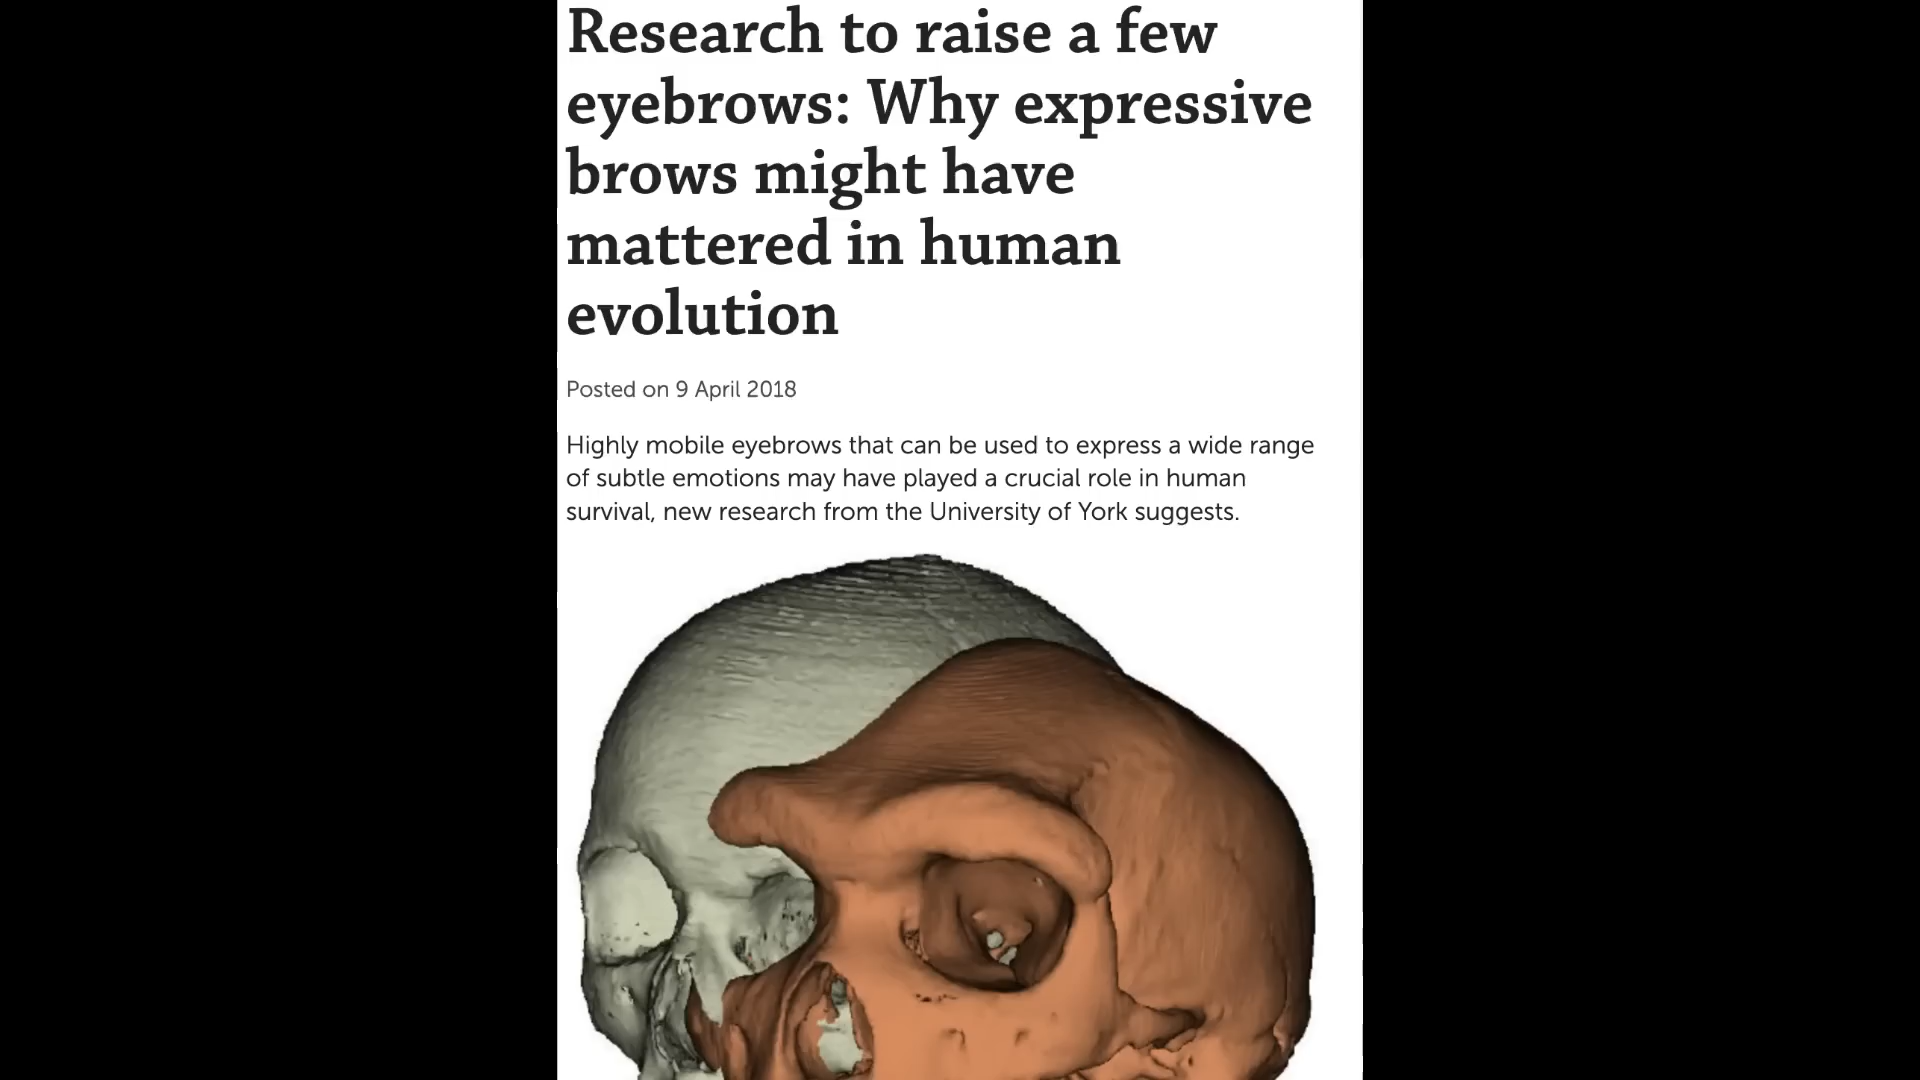 Research to raise a few
eyebrows: Why expressive
brows might have
mattered in human
evolution
Posted on 9 April 2018
Highly mobile eyebrows that can be used to express a wide range
of subtle emotions may have played a crucial role in human
survival, new research from the University of York suggests.